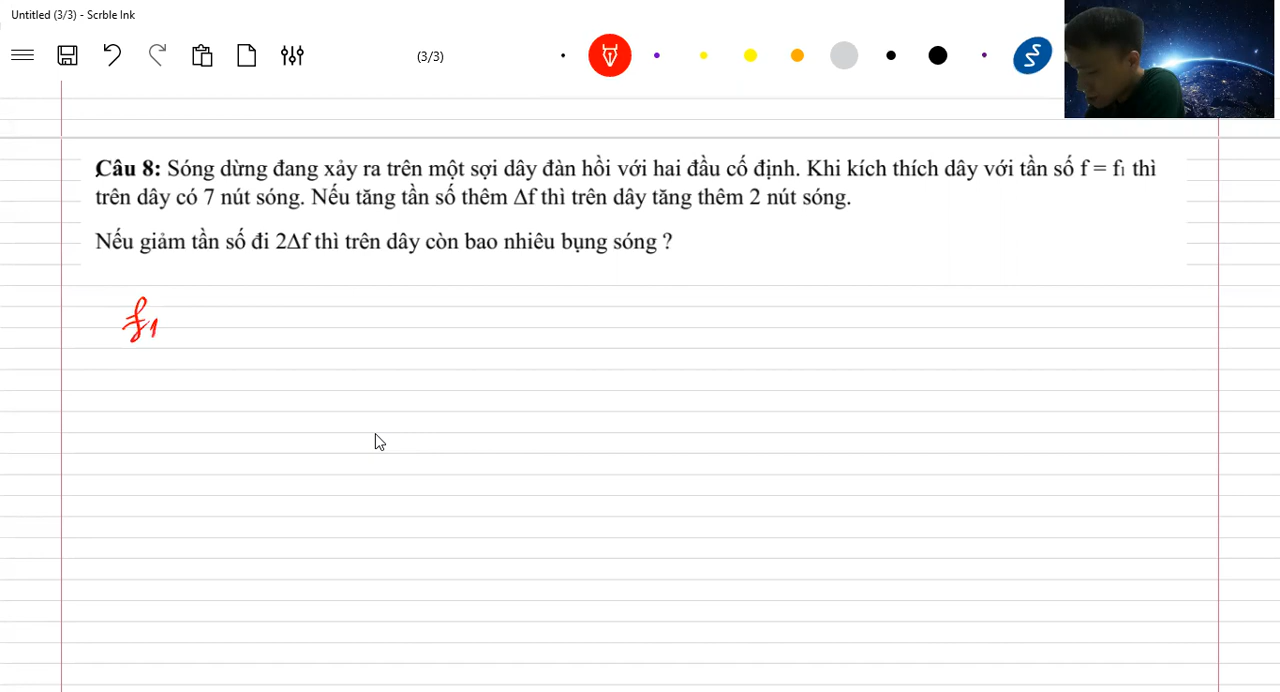 Untitled (3/3) - Scrble Ink
(3/3)
Câu 8: Sóng dừng đang xảy ra trên một sợi dây đàn hồi với hai đầu cố định. Khi kích thích dây với tần số f = f₁ thì
trên dây có 7 nút sóng. Nếu tăng tần số thêm Δf thì trên dây tăng thêm 2 nút sóng.
Nếu giảm tần số đi 2Δf thì trên dây còn bao nhiêu bụng sóng ?
f₁